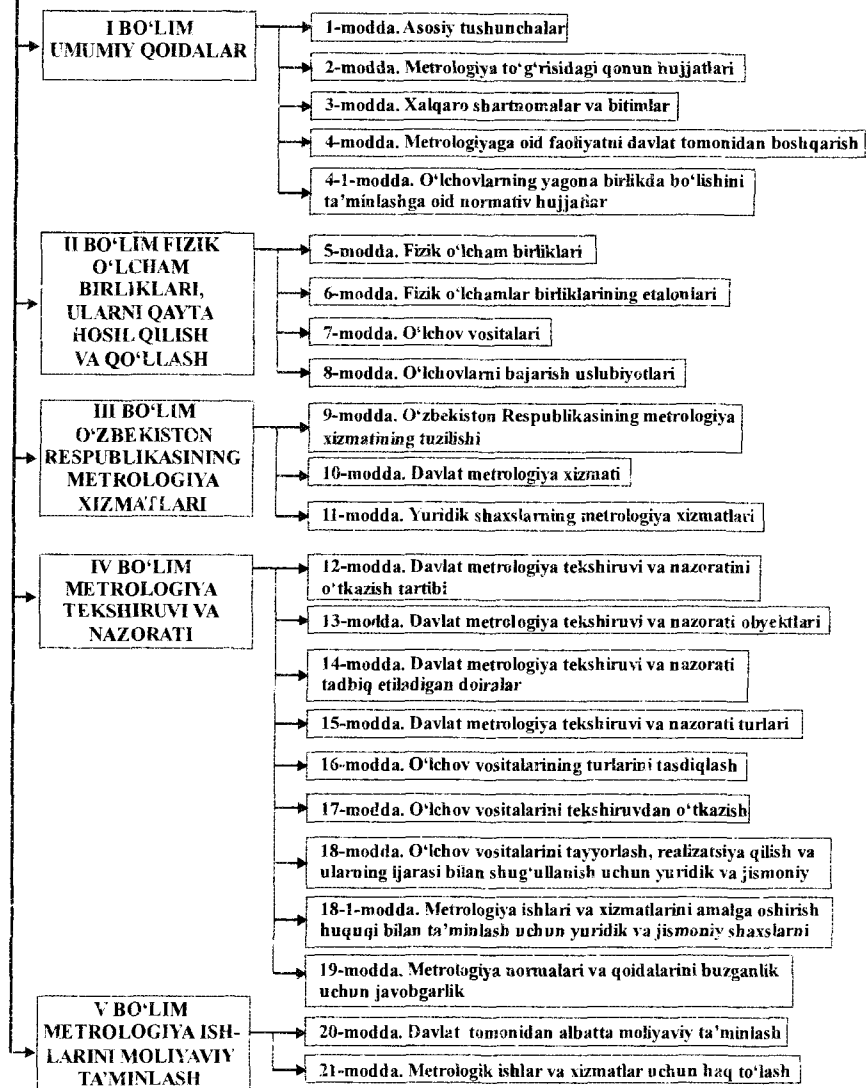 I BO‘LIM
UMUMIY QOIDALAR
1-modda. Asosiy tushunchalar
2-modda. Metrologiya to‘g‘risidagi qonun hujjatlari
3-modda. Xalqaro shartnomalar va bitimlar
4-modda. Metrologiyaga oid faoliyatni davlat tomonidan boshqarish
4-1-modda. O‘lchovlarning yagona birlikda bo‘lishini
ta’minlashga oid normativ hujjatlar
II BO‘LIM FIZIK
O‘LCHAM
BIRLIKLARI,
ULARNI QAYTA
HOSIL QILISH
VA QO‘LLASH
5-modda. Fizik o‘lcham birliklari
6-modda. Fizik o‘lchamlar birliklarining etalonlari
7-modda. O‘lchov vositalari
8-modda. O‘lchovlarni bajarish uslubiyotlari
III BO‘LIM
O‘ZBEKISTON
RESPUBLIKASINING
METROLOGIYA
XIZMATLARI
9-modda. O‘zbekiston Respublikasining metrologiya
xizmatining tuzilishi
10-modda. Davlat metrologiya xizmati
11-modda. Yuridik shaxslarning metrologiya xizmatlari
IV BO‘LIM
METROLOGIYA
TEKSHIRUVI VA
NAZORATI
12-modda. Davlat metrologiya tekshiruvi va nazoratini
o‘tkazish tartibi
13-modda. Davlat metrologiya tekshiruvi va nazorati obyektlari
14-modda. Davlat metrologiya tekshiruvi va nazorati
tadbiq etiladigan doiralar
15-modda. Davlat metrologiya tekshiruvi va nazorati turlari
16-modda. O‘lchov vositalarining turlarini tasdiqlash
17-modda. O‘lchov vositalarini tekshiruvdan o‘tkazish
18-modda. O‘lchov vositalarini tayyorlash, realizatsiya qilish va
ularning ijarasi bilan shug‘ullanish uchun yuridik va jismoniy
18-1-modda. Metrologiya ishlari va xizmatlarini amalga oshirish
huquqi bilan ta’minlash uchun yuridik va jismoniy shaxslarni
19-modda. Metrologiya normalari va qoidalarini buzganlik
uchun javobgarlik
V BO‘LIM
METROLOGIYA ISH-
LARINI MOLIYAVIY
TA’MINLASH
20-modda. Davlat tomonidan albatta moliyaviy ta’minlash
21-modda. Metrologik ishlar va xizmatlar uchun haq to‘lash